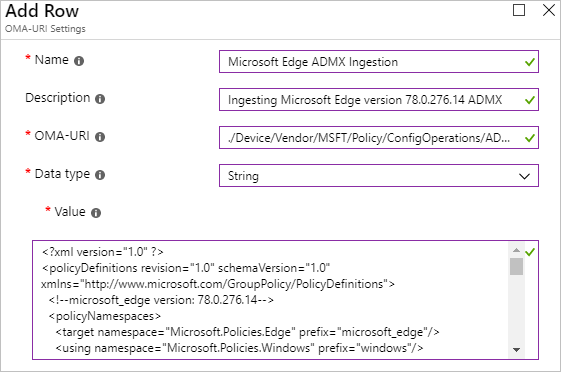 Add Row
OMA-URI Settings
* Name
Microsoft Edge ADMX Ingestion
Description
Ingesting Microsoft Edge version 78.0.276.14 ADMX
* OMA-URI
./Device/Vendor/MSFT/Policy/ConfigOperations/AD...
* Data type
String
* Value
<?xml version="1.0" ?>
<policyDefinitions revision="1.0" schemaVersion="1.0"
xmlns="http://www.microsoft.com/GroupPolicy/PolicyDefinitions">
<!--microsoft_edge version: 78.0.276.14-->
<policyNamespaces>
<target namespace="Microsoft.Policies.Edge" prefix="microsoft_edge"/>
<using namespace="Microsoft.Policies.Windows" prefix="windows"/>